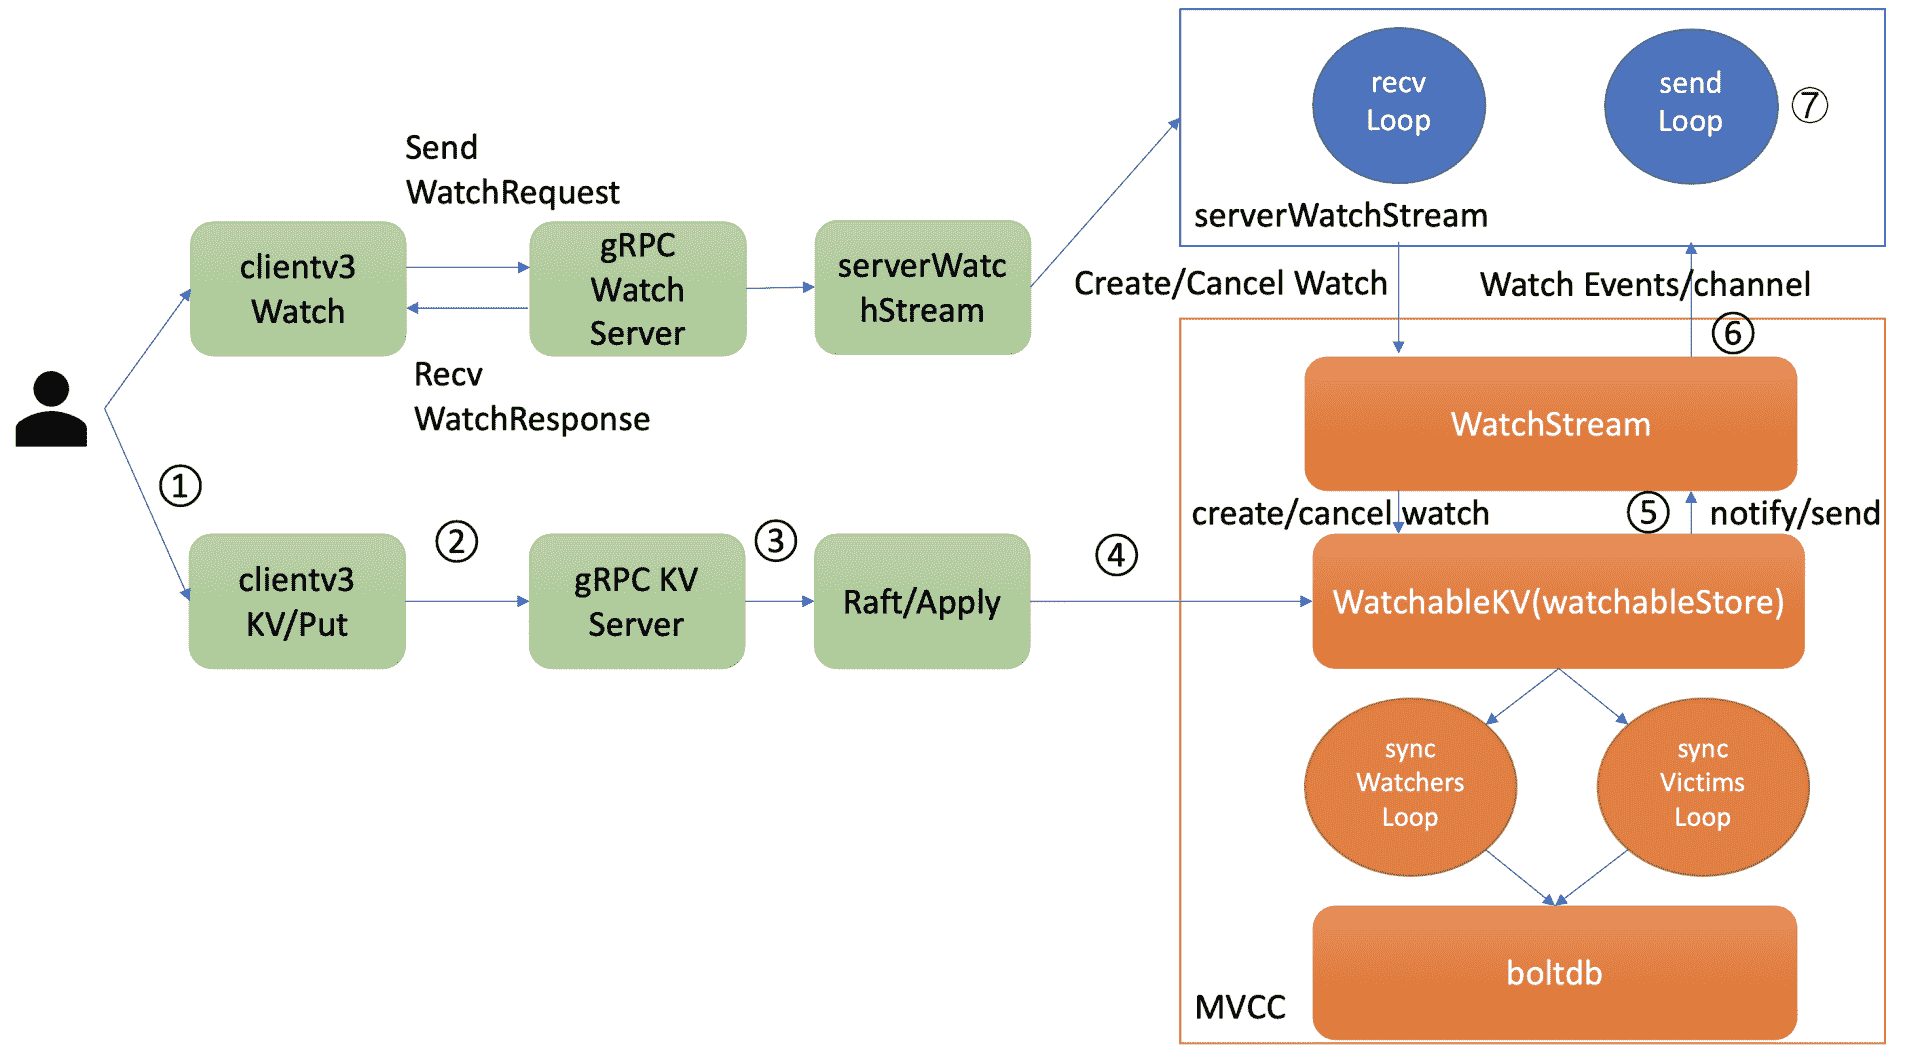 Send
WatchRequest
clientv3
Watch
gRPC
Watch
Server
serverWatc
hStream
Recv
WatchResponse
recv
Loop
send
Loop
⑦
serverWatchStream
Create/Cancel Watch
Watch Events/channel
⑥
WatchStream
create/cancel watch
⑤
notify/send
①
clientv3
KV/Put
②
gRPC KV
Server
③
Raft/Apply
④
WatchableKV(watchableStore)
sync
Watchers
Loop
sync
Victims
Loop
boltdb
MVCC